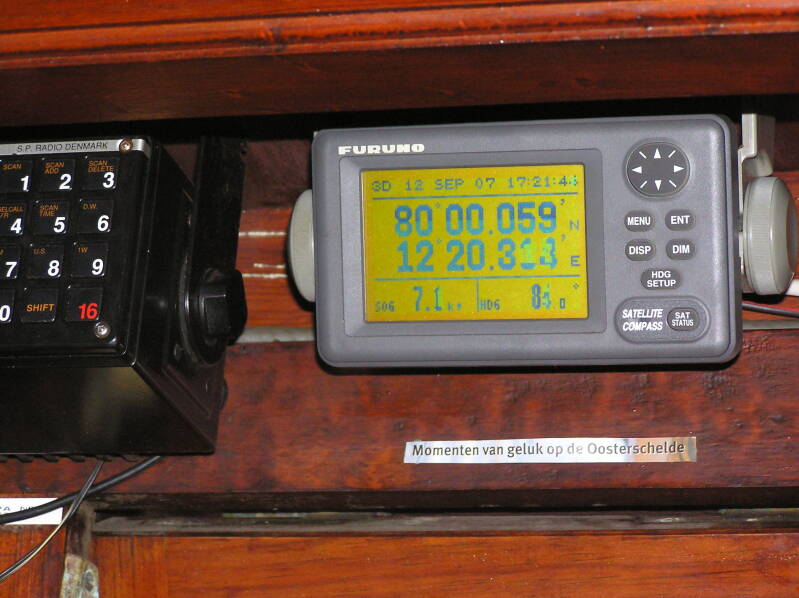 S.P. RADIO DENMARK
SCAN
1
SCAN ADD
2
SCAN DELETE
3
4
SCAN TIME
5
D.W.
6
7
U.S
8
1W
9
0
SHIFT
16
FURUNO
3D 12 SEP 07 17:21:
80°00.059' N
12°20. ' E
SOG 7.1 HDG
MENU
ENT
DISP
DIM
HDG
SETUP
SATELLITE
COMPASS
SAT
STATUS
Momenten van geluk op de Oosterschelde